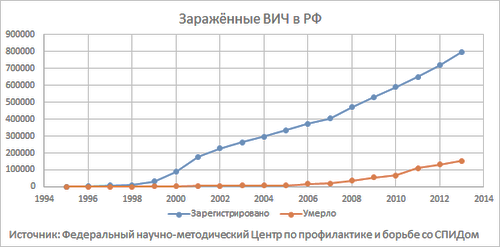 Заражённые ВИЧ в РФ
900000
800000
700000
600000
500000
400000
300000
200000
100000
0
1994 1996 1998 2000 2002 2004 2006 2008 2010 2012 2014
Зарегистрировано Умерло
Источник: Федеральный научно-методический Центр по профилактике и борьбе со СПИДом